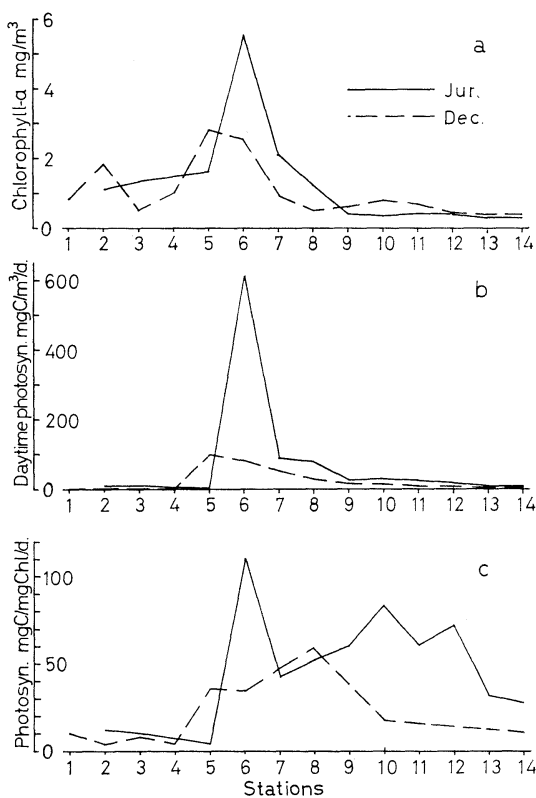 Chlorophyll-a mg/m³
6
4
2
0
a
Jur.
Dec.
1 2 3 4 5 6 7 8 9 10 11 12 13 14
Daytime photosyn. mgC/m³/d.
600
400
200
0
b
1 2 3 4 5 6 7 8 9 10 11 12 13 14
Photosyn. mgC/mgChl/d.
100
50
0
c
1 2 3 4 5 6 7 8 9 10 11 12 13 14
Stations